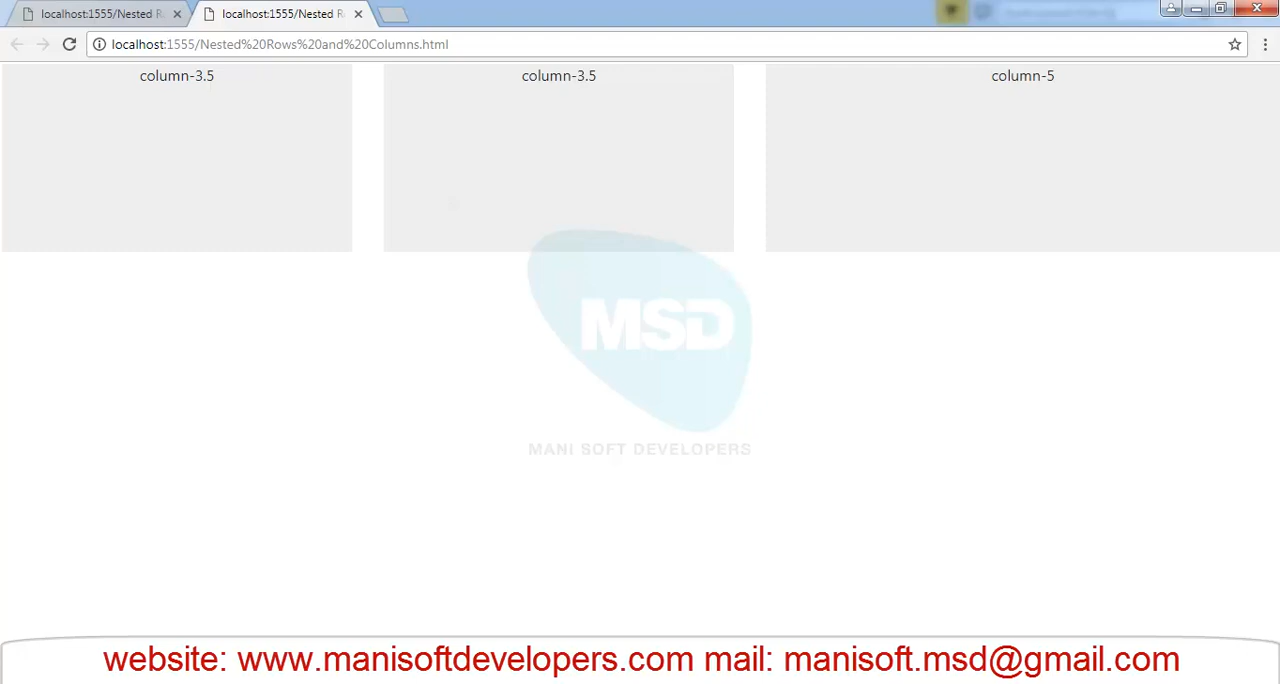 localhost:1555/Nested R
localhost:1555/Nested R
localhost:1555/Nested%20Rows%20and%20Columns.html
column-3.5
column-3.5
column-5
MSD
MANI SOFT DEVELOPERS
website: www.manisoftdevelopers.com mail: manisoft.msd@gmail.com